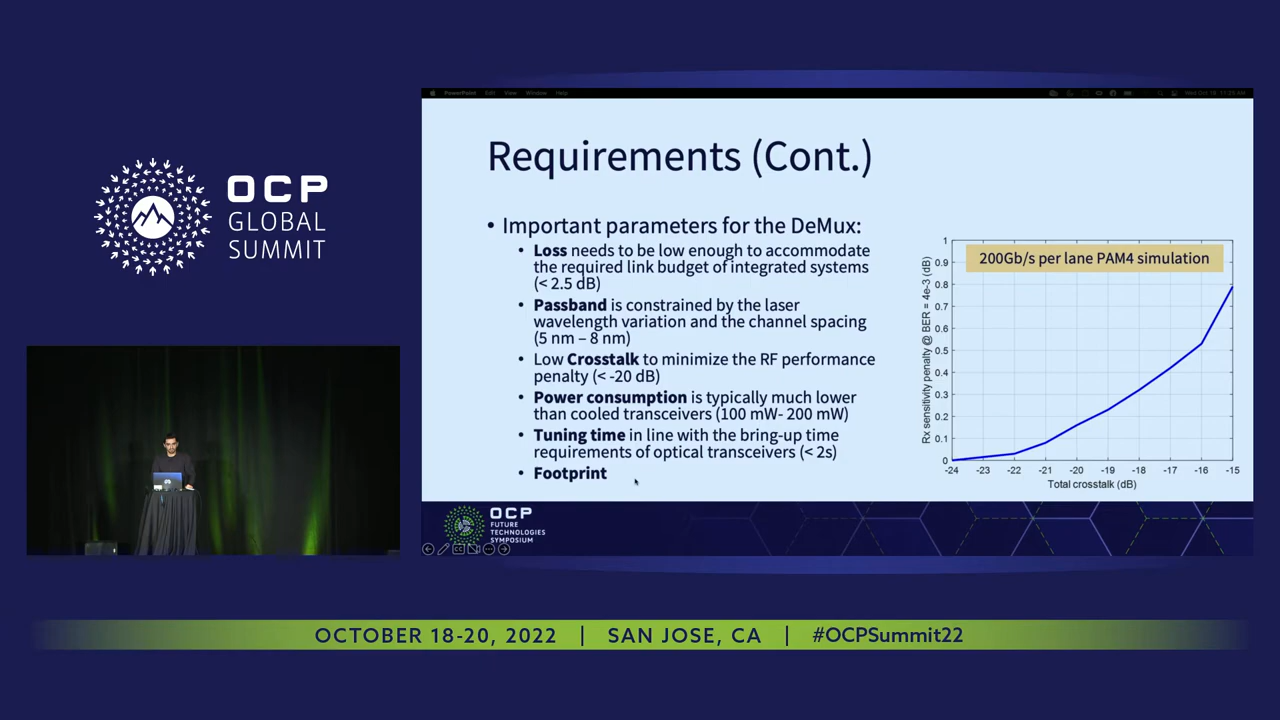 OCP
GLOBAL
SUMMIT
PowerPoint Edit View Window Help
Requirements (Cont.)
• Important parameters for the DeMux:
• Loss needs to be low enough to accommodate
the required link budget of integrated systems
(< 2.5 dB)
• Passband is constrained by the laser
wavelength variation and the channel spacing
(5 nm – 8 nm)
• Low Crosstalk to minimize the RF performance
penalty (< -20 dB)
• Power consumption is typically much lower
than cooled transceivers (100 mW- 200 mW)
• Tuning time in line with the bring-up time
requirements of optical transceivers (< 2s)
• Footprint
200Gb/s per lane PAM4 simulation
Rx sensitivity penalty @ BER = 4e-3 (dB)
1
0.9
0.8
0.7
0.6
0.5
0.4
0.3
0.2
0.1
0
-24 -23 -22 -21 -20 -19 -18 -17 -16 -15
Total crosstalk (dB)
OCP
FUTURE
TECHNOLOGIES
SYMPOSIUM
OCTOBER 18-20, 2022 | SAN JOSE, CA | #OCPSummit22